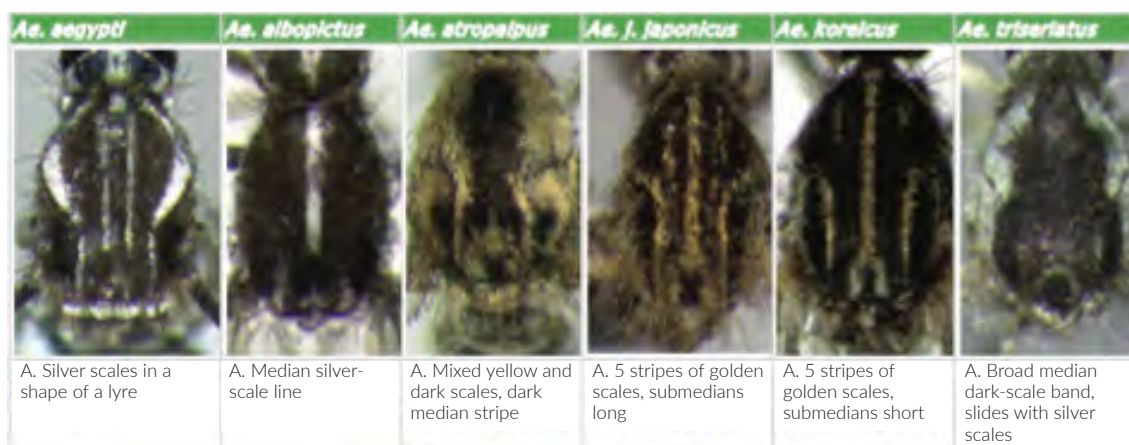 Ae. aegypti
Ae. albopictus
Ae. atropalpus
Ae. j. japonicus
Ae. koreicus
Ae. triseriatus
A. Silver scales in a
shape of a lyre
A. Median silver-
scale line
A. Mixed yellow and
dark scales, dark
median stripe
A. 5 stripes of golden
scales, submedians
long
A. 5 stripes of
golden scales,
submedians short
A. Broad median
dark-scale band,
slides with silver
scales